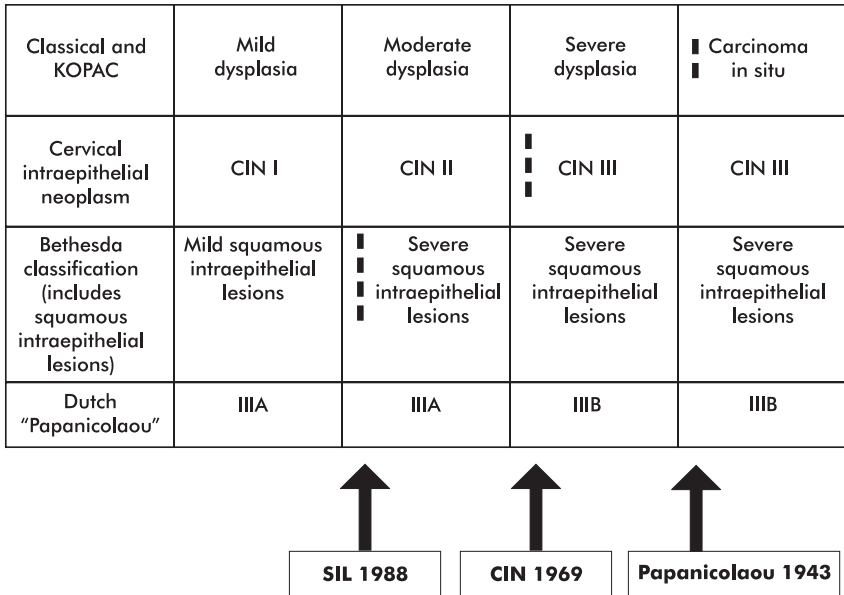 Classical and
KOPAC
Mild
dysplasia
Moderate
dysplasia
Severe
dysplasia
Carcinoma
in situ
Cervical
intraepithelial
neoplasm
CIN I
CIN II
CIN III
CIN III
Bethesda
classification
(includes
squamous
intraepithelial
lesions)
Mild squamous
intraepithelial
lesions
Severe
squamous
intraepithelial
lesions
Severe
squamous
intraepithelial
lesions
Severe
squamous
intraepithelial
lesions
Dutch
“Papanicolaou”
IIIA
IIIA
IIIB
IIIB
SIL 1988
CIN 1969
Papanicolaou 1943